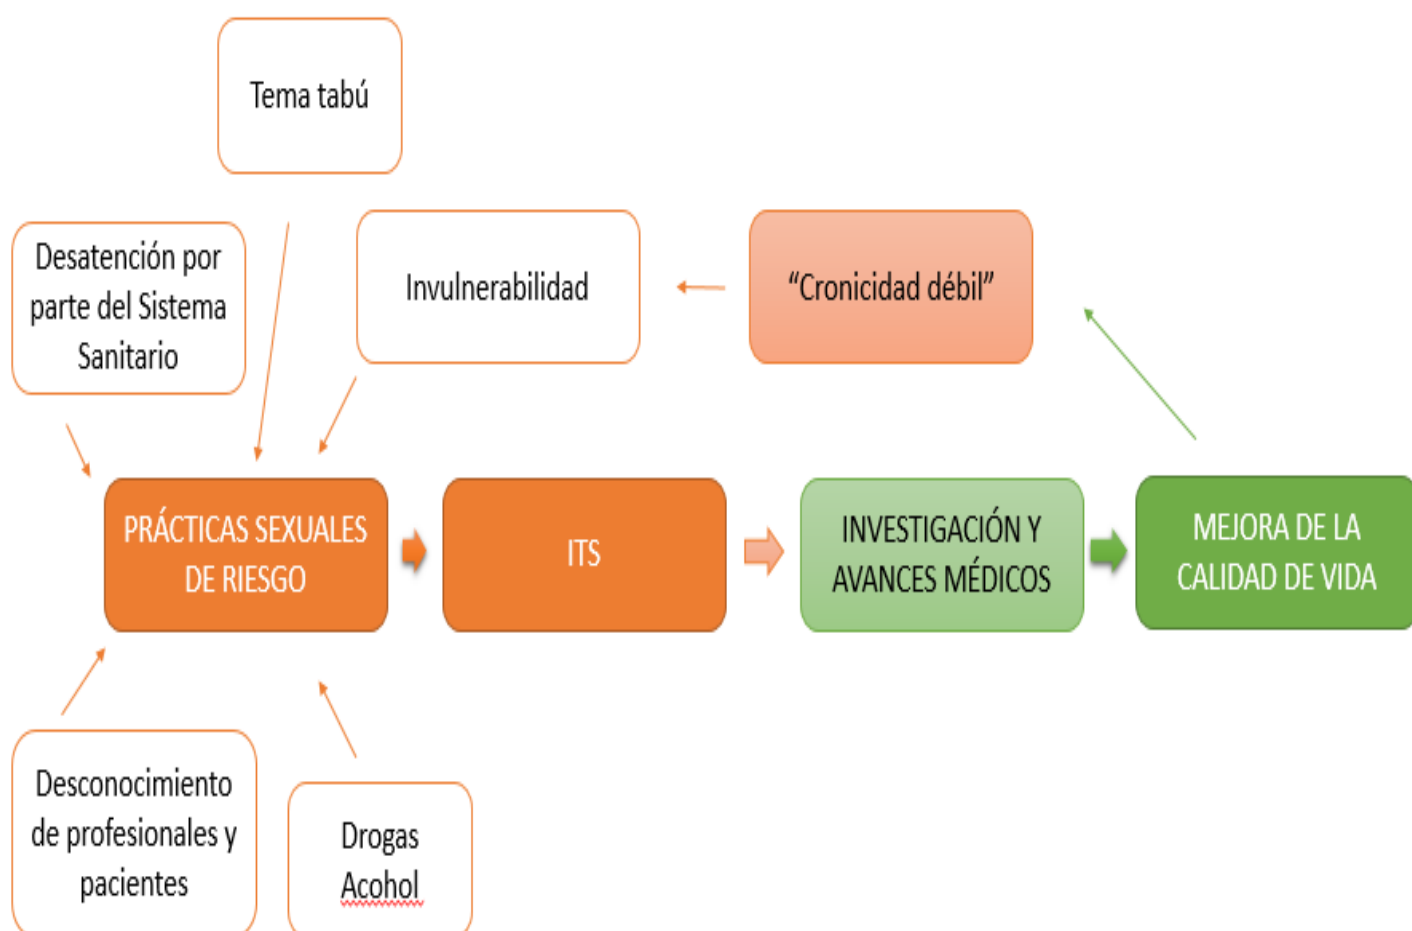 Tema tabú
Desatención por
parte del Sistema
Sanitario
Invulnerabilidad
“Cronicidad débil”
PRÁCTICAS SEXUALES
DE RIESGO
ITS
INVESTIGACIÓN Y
AVANCES MÉDICOS
MEJORA DE LA
CALIDAD DE VIDA
Desconocimiento
de profesionales y
pacientes
Drogas
Acohol